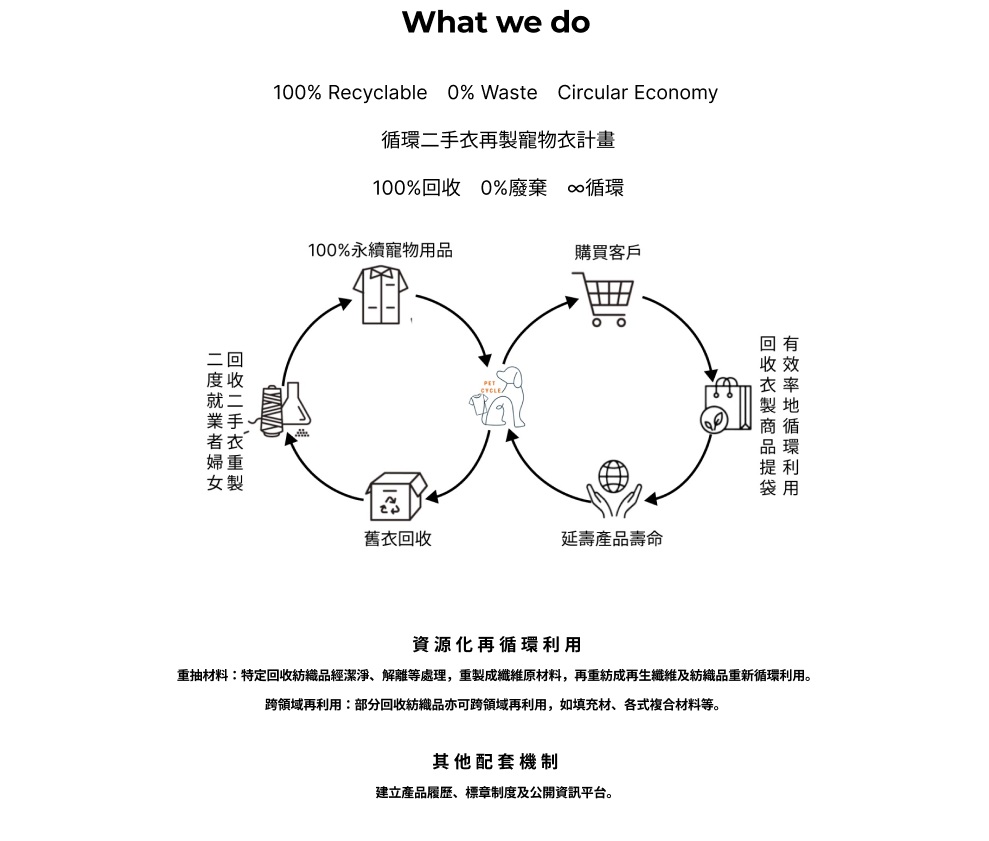 What we do
100% Recyclable 0% Waste Circular Economy
循環二手衣再製寵物衣計畫
100%回收 0%廢棄 ∞循環
100%永續寵物用品
購買客戶
回收二手衣重製
二度就業者婦女
PET
CYCLE
有效率地循環利用
回收衣製商品提袋
舊衣回收
延壽產品壽命
資源化再循環利用
重抽材料：特定回收紡織品經潔淨、解離等處理，重製成纖維原材料，再重紡成再生纖維及紡織品重新循環利用。
跨領域再利用：部分回收紡織品亦可跨領域再利用，如填充材、各式複合材料等。
其他配套機制
建立產品履歷、標章制度及公開資訊平台。